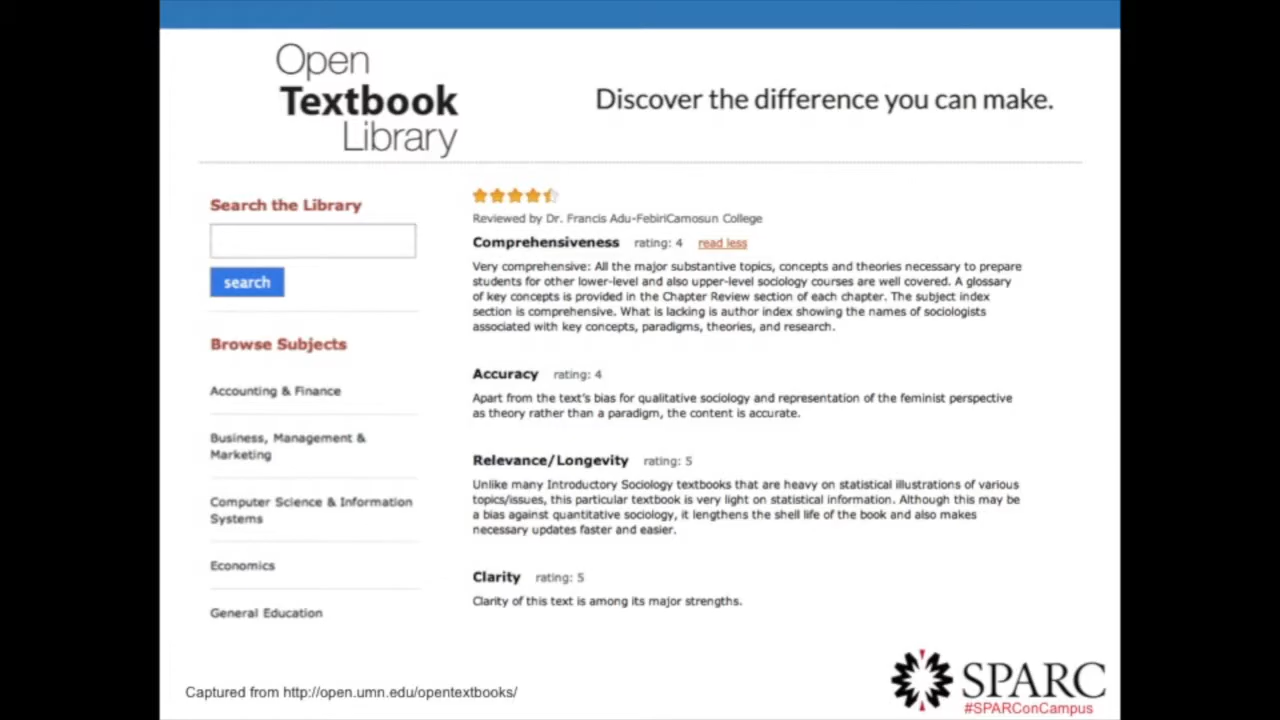 Open
Textbook
Library
Discover the difference you can make.
Search the Library
search
Browse Subjects
Accounting & Finance
Business, Management &
Marketing
Computer Science & Information
Systems
Economics
General Education
Reviewed by Dr. Francis Adu-FebiriCamosun College
Comprehensiveness rating: 4 read less
Very comprehensive: All the major substantive topics, concepts and theories necessary to prepare
students for other lower-level and also upper-level sociology courses are well covered. A glossary
of key concepts is provided in the Chapter Review section of each chapter. The subject index
section is comprehensive. What is lacking is author index showing the names of sociologists
associated with key concepts, paradigms, theories, and research.
Accuracy rating: 4
Apart from the text's bias for qualitative sociology and representation of the feminist perspective
as theory rather than a paradigm, the content is accurate.
Relevance/Longevity rating: 5
Unlike many Introductory Sociology textbooks that are heavy on statistical illustrations of various
topics/issues, this particular textbook is very light on statistical information. Although this may be
a bias against quantitative sociology, it lengthens the shell life of the book and also makes
necessary updates faster and easier.
Clarity rating: 5
Clarity of this text is among its major strengths.
Captured from http://open.umn.edu/opentextbooks/
SPARC
#SPARConCampus